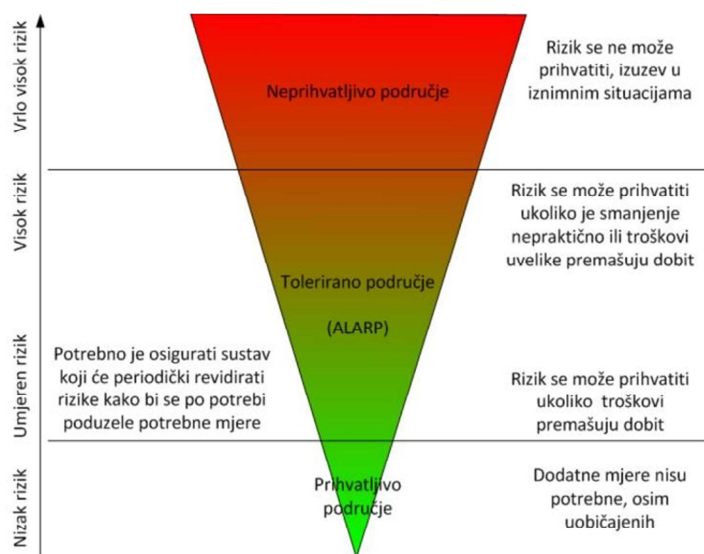 Vrlo visok rizik
Neprihvatljivo područje
Rizik se ne može
prihvatiti, izuzev u
iznimnim situacijama
Visok rizik
Rizik se može prihvatiti
ukoliko je smanjenje
nepraktično ili troškovi
uvelike premašuju dobit
Tolerirano područje
(ALARP)
Umjeren rizik
Potrebno je osigurati sustav
koji će periodički revidirati
rizike kako bi se po potrebi
poduzele potrebne mjere
Rizik se može prihvatiti
ukoliko troškovi
premašuju dobit
Nizak rizik
Prihvatljivo
područje
Dodatne mjere nisu
potrebne, osim
uobičajenih